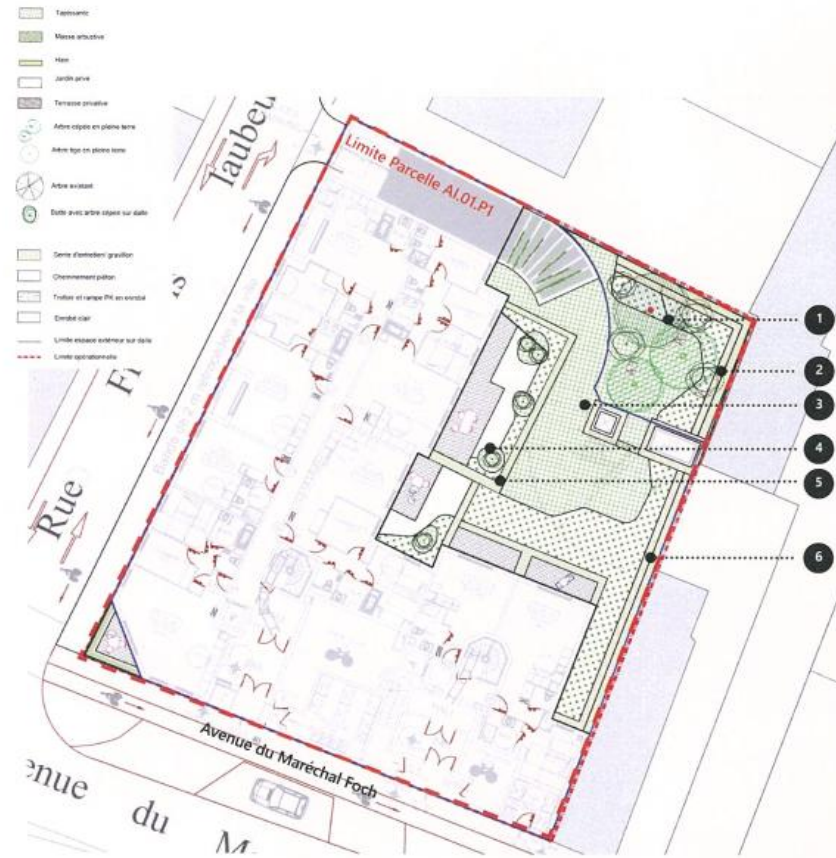 Tapissante
Masse arbustive
Haie
Jardin privé
Terrasse privative
Arbre cépée en pleine terre
Arbre tige en pleine terre
Arbre existant
Butte avec arbre cépée sur dalle
Sente d'entretien/ gravillon
Cheminement piéton
Trottoir et rampe PK en enrobé
Enrobé clair
Limite espace extérieur sur dalle
Limite opérationnelle
Taubeu
Limite Parcelle AI.01.P1
Rue
1
2
3
4
5
6
Avenue du Maréchal Foch
enue du M